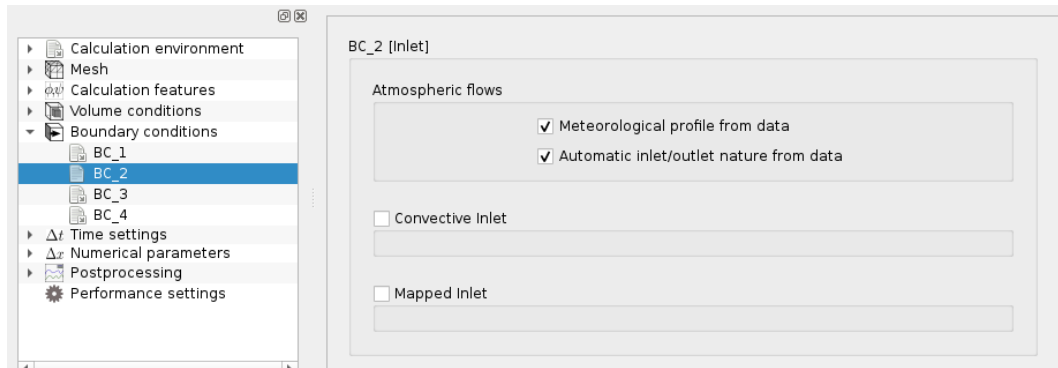 Calculation environment
Mesh
Calculation features
Volume conditions
Boundary conditions
BC_1
BC_2
BC_3
BC_4
Δt Time settings
Δx Numerical parameters
Postprocessing
Performance settings
BC_2 [Inlet]
Atmospheric flows
Meteorological profile from data
Automatic inlet/outlet nature from data
Convective Inlet
Mapped Inlet